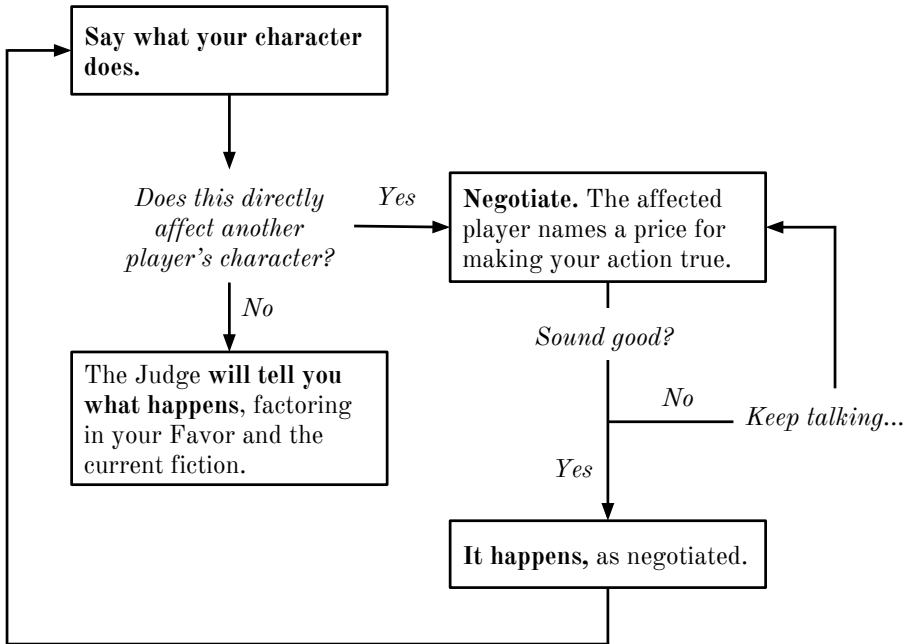 Say what your character
does.
Does this directly
affect another
player's character?
Yes
Negotiate. The affected
player names a price for
making your action true.
No
The Judge will tell you
what happens, factoring
in your Favor and the
current fiction.
Sound good?
No
Keep talking...
Yes
It happens, as negotiated.